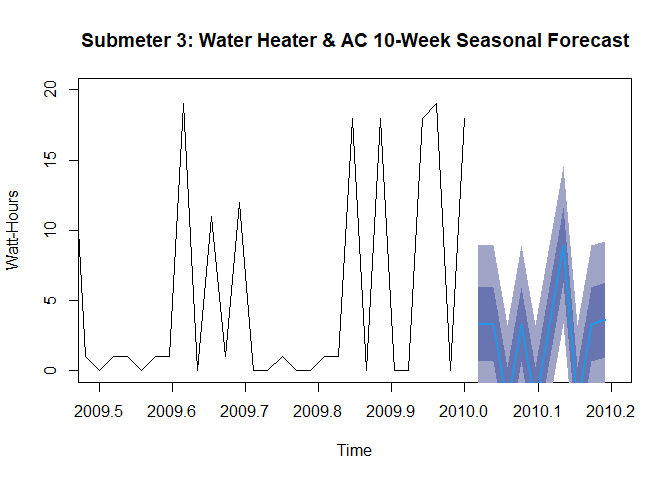 Submeter 3: Water Heater & AC 10-Week Seasonal Forecast
Watt-Hours
20
15
10
5
0
2009.5 2009.6 2009.7 2009.8 2009.9 2010.0 2010.1 2010.2
Time